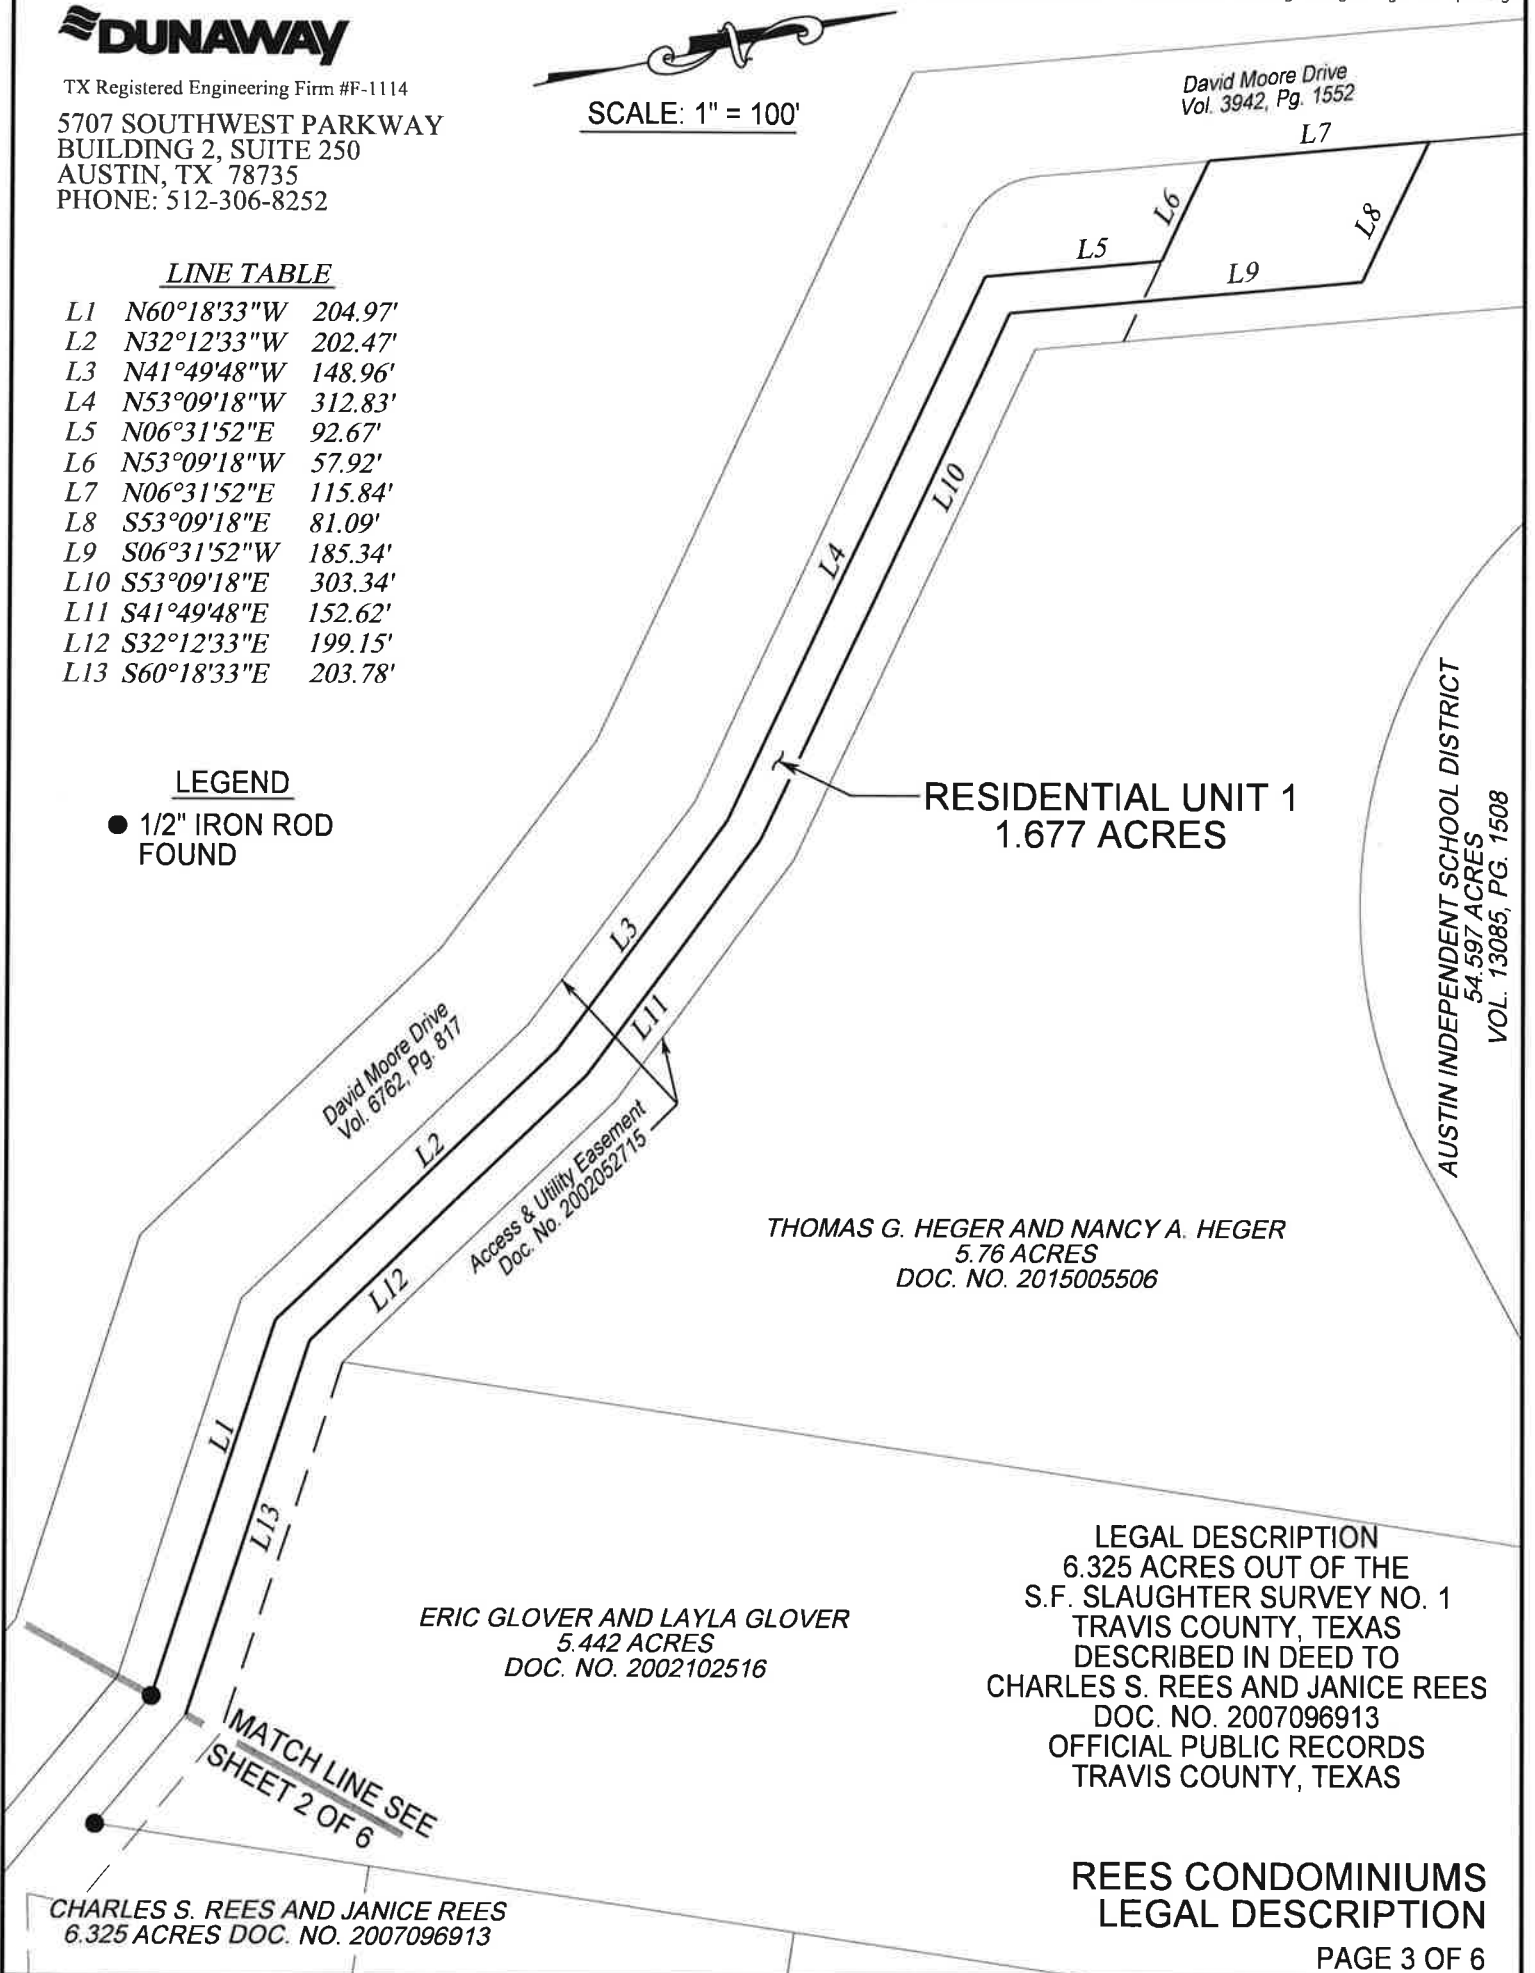 DUNAWAY
TX Registered Engineering Firm #F-1114
5707 SOUTHWEST PARKWAY
BUILDING 2, SUITE 250
AUSTIN, TX 78735
PHONE: 512-306-8252
SCALE: 1" = 100'
LINE TABLE
L1 N60°18'33"W 204.97'
L2 N32°12'33"W 202.47'
L3 N41°49'48"W 148.96'
L4 N53°09'18"W 312.83'
L5 N06°31'52"E 92.67'
L6 N53°09'18"W 57.92'
L7 N06°31'52"E 115.84'
L8 S53°09'18"E 81.09'
L9 S06°31'52"W 185.34'
L10 S53°09'18"E 303.34'
L11 S41°49'48"E 152.62'
L12 S32°12'33"E 199.15'
L13 S60°18'33"E 203.78'
LEGEND
1/2" IRON ROD
FOUND
David Moore Drive
Vol. 3942, Pg. 1552
L7
L6
L8
L5
L9
L10
L4
RESIDENTIAL UNIT 1
1.677 ACRES
AUSTIN INDEPENDENT SCHOOL DISTRICT
54.597 ACRES
VOL. 13085, PG. 1508
L3
L11
David Moore Drive
Vol. 6762, Pg. 817
L2
Access & Utility Easement
Doc. No. 2002052715
L12
THOMAS G. HEGER AND NANCY A. HEGER
5.76 ACRES
DOC. NO. 2015005506
L1
L13
ERIC GLOVER AND LAYLA GLOVER
5.442 ACRES
DOC. NO. 2002102516
LEGAL DESCRIPTION
6.325 ACRES OUT OF THE
S.F. SLAUGHTER SURVEY NO. 1
TRAVIS COUNTY, TEXAS
DESCRIBED IN DEED TO
CHARLES S. REES AND JANICE REES
DOC. NO. 2007096913
OFFICIAL PUBLIC RECORDS
TRAVIS COUNTY, TEXAS
MATCH LINE SEE
SHEET 2 OF 6
CHARLES S. REES AND JANICE REES
6.325 ACRES DOC. NO. 2007096913
REES CONDOMINIUMS
LEGAL DESCRIPTION
PAGE 3 OF 6